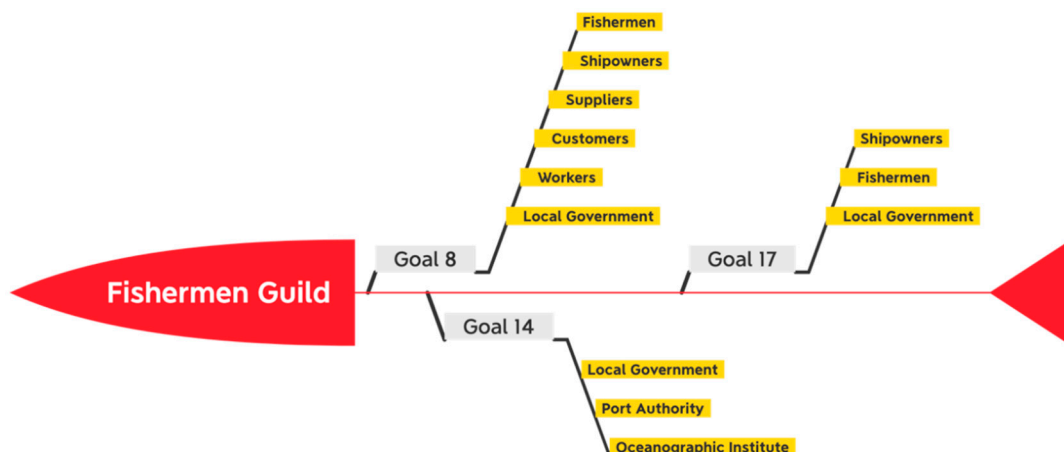 Fishermen
Shipowners
Suppliers
Customers
Workers
Local Government
Goal 8
Shipowners
Fishermen
Local Government
Goal 17
Fishermen Guild
Goal 14
Local Government
Port Authority
Oceanographic Institute